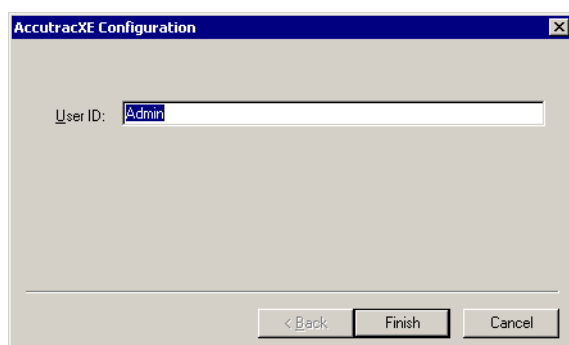 AccutracXE Configuration
User ID: Admin
< Back Finish Cancel